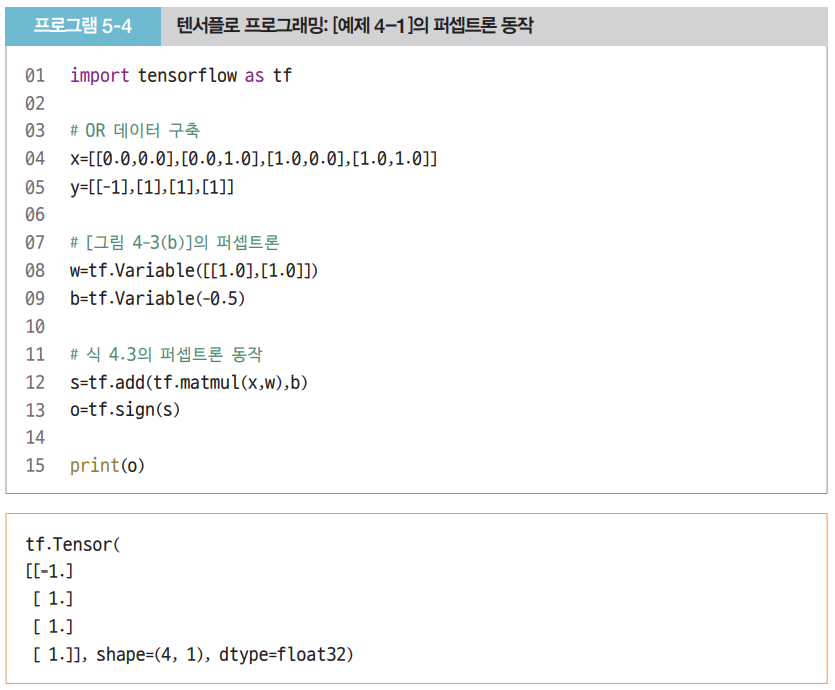 프로그램 5-4 텐서플로 프로그래밍: [예제 4-1]의 퍼셉트론 동작
01 import tensorflow as tf
02
03 # OR 데이터 구축
04 x=[[0.0,0.0],[0.0,1.0],[1.0,0.0],[1.0,1.0]]
05 y=[[-1],[1],[1],[1]]
06
07 # [그림 4-3(b)]의 퍼셉트론
08 w=tf.Variable([[1.0],[1.0]])
09 b=tf.Variable(-0.5)
10
11 # 식 4.3의 퍼셉트론 동작
12 s=tf.add(tf.matmul(x,w),b)
13 o=tf.sign(s)
14
15 print(o)
tf.Tensor(
[[-1.]
[ 1.]
[ 1.]
[ 1.]], shape=(4, 1), dtype=float32)